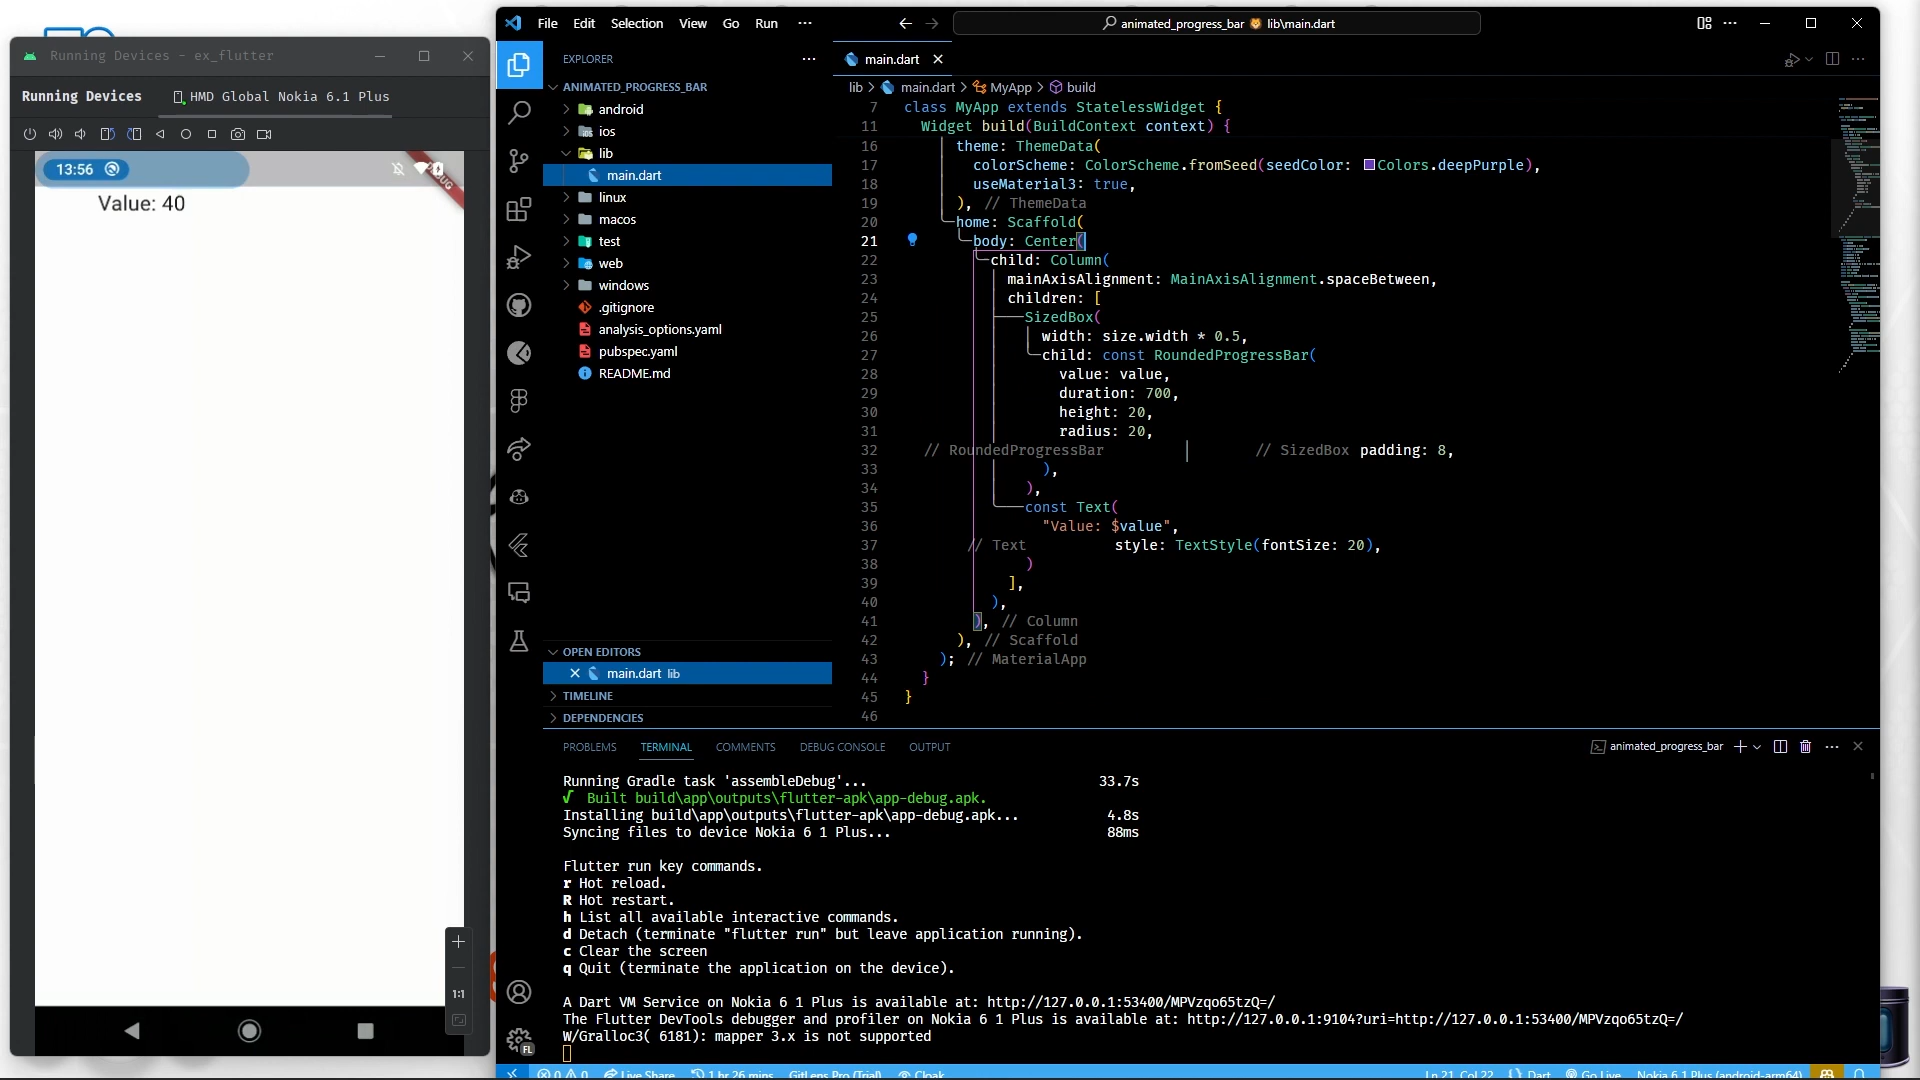 Running Devices - ex_flutter
Running Devices
HMD Global Nokia 6.1 Plus
13:56
DEBUG
Value: 40
1:1
File Edit Selection View Go Run ···
animated_progress_bar 🦁 lib\main.dart
EXPLORER
ANIMATED_PROGRESS_BAR
android
ios
lib
main.dart
linux
macos
test
web
windows
.gitignore
analysis_options.yaml
pubspec.yaml
README.md
OPEN EDITORS
main.dart lib
TIMELINE
DEPENDENCIES
main.dart
lib > main.dart > MyApp > build
7 class MyApp extends StatelessWidget {
11 Widget build(BuildContext context) {
16 theme: ThemeData(
17 colorScheme: ColorScheme.fromSeed(seedColor: Colors.deepPurple),
18 useMaterial3: true,
19 ), // ThemeData
20 home: Scaffold(
21 body: Center(
22 child: Column(
23 mainAxisAlignment: MainAxisAlignment.spaceBetween,
24 children: [
25 SizedBox(
26 width: size.width * 0.5,
27 child: const RoundedProgressBar(
28 value: value,
29 duration: 700,
30 height: 20,
31 radius: 20,
32 // RoundedProgressBar // SizedBox padding: 8,
33 ),
34 ),
35 const Text(
36 "Value: $value",
37 // Text style: TextStyle(fontSize: 20),
38 )
39 ],
40 ),
41 ), // Column
42 ), // Scaffold
43 ); // MaterialApp
44 }
45 }
46
PROBLEMS TERMINAL COMMENTS DEBUG CONSOLE OUTPUT
animated_progress_bar
Running Gradle task 'assembleDebug'... 33.7s
√ Built build\app\outputs\flutter-apk\app-debug.apk.
Installing build\app\outputs\flutter-apk\app-debug.apk... 4.8s
Syncing files to device Nokia 6 1 Plus... 88ms
Flutter run key commands.
r Hot reload.
R Hot restart.
h List all available interactive commands.
d Detach (terminate "flutter run" but leave application running).
c Clear the screen
q Quit (terminate the application on the device).
A Dart VM Service on Nokia 6 1 Plus is available at: http://127.0.0.1:53400/MPVzqo65tzQ=/
The Flutter DevTools debugger and profiler on Nokia 6 1 Plus is available at: http://127.0.0.1:9104?uri=http://127.0.0.1:53400/MPVzqo65tzQ=/
W/Gralloc3( 6181): mapper 3.x is not supported
FL
0 0 Live Share 1 hr 26 mins GitLens Pro (Trial) Cloak
Ln 21, Col 22 {} Dart Go Live Nokia 6 1 Plus (android-arm64)